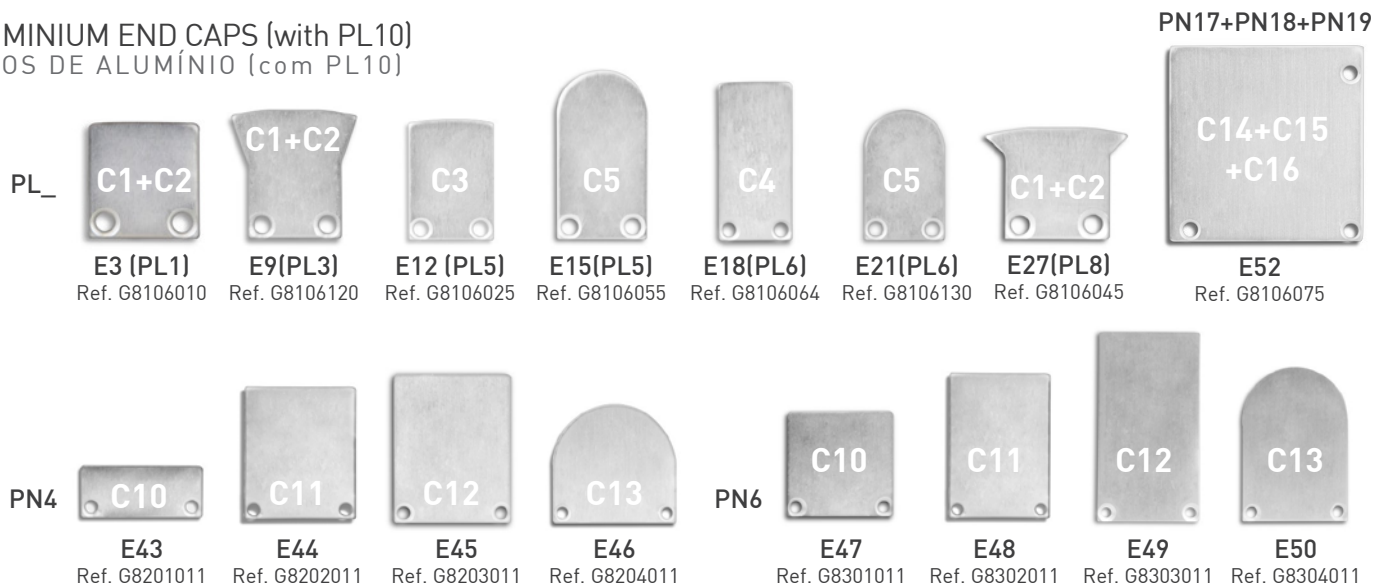 MINIUM END CAPS (with PL10)
OS DE ALUMÍNIO (com PL10)
PN17+PN18+PN19
PL_
C1+C2
C1+C2
C3
C5
C4
C5
C1+C2
C14+C15
+C16
E3 (PL1)
Ref. G8106010
E9(PL3)
Ref. G8106120
E12 (PL5)
Ref. G8106025
E15(PL5)
Ref. G8106055
E18(PL6)
Ref. G8106064
E21(PL6)
Ref. G8106130
E27(PL8)
Ref. G8106045
E52
Ref. G8106075
PN4
C10
C11
C12
C13
PN6
C10
C11
C12
C13
E43
Ref. G8201011
E44
Ref. G8202011
E45
Ref. G8203011
E46
Ref. G8204011
E47
Ref. G8301011
E48
Ref. G8302011
E49
Ref. G8303011
E50
Ref. G8304011